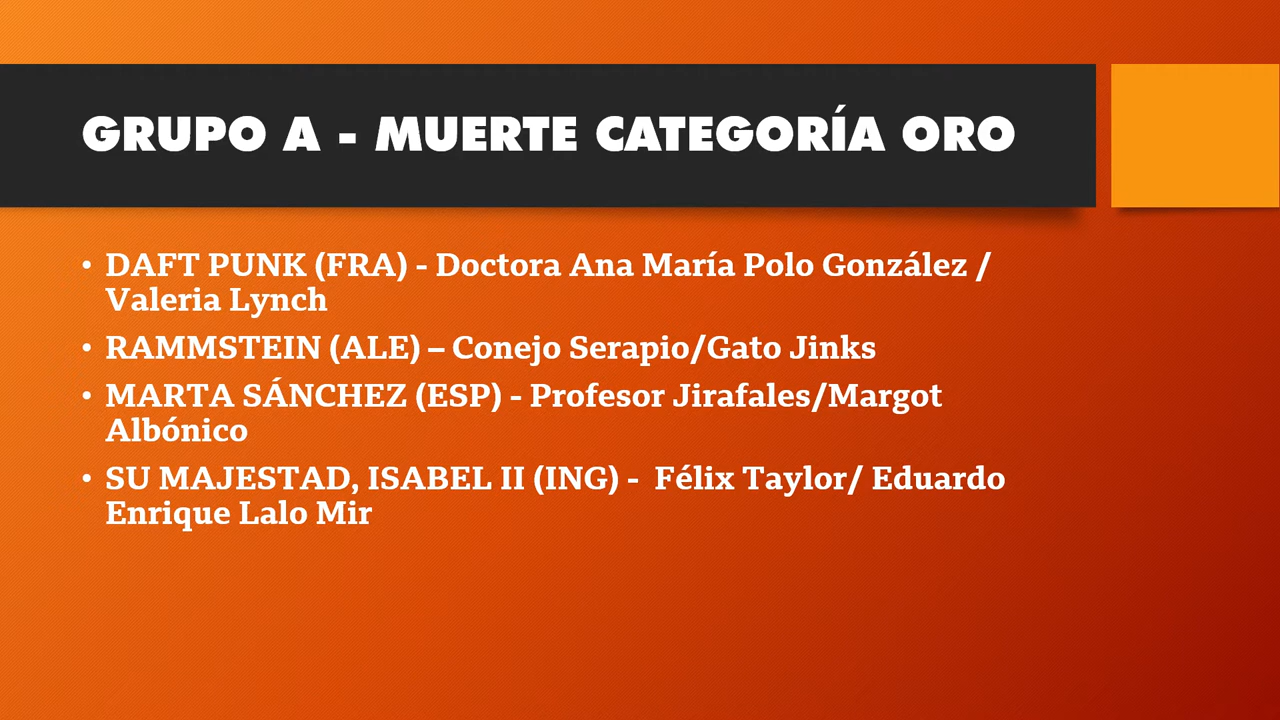 GRUPO A - MUERTE CATEGORÍA ORO
• DAFT PUNK (FRA) - Doctora Ana María Polo González /
Valeria Lynch
• RAMMSTEIN (ALE) – Conejo Serapio/Gato Jinks
• MARTA SÁNCHEZ (ESP) - Profesor Jirafales/Margot
Albónico
• SU MAJESTAD, ISABEL II (ING) -  Félix Taylor/ Eduardo
Enrique Lalo Mir